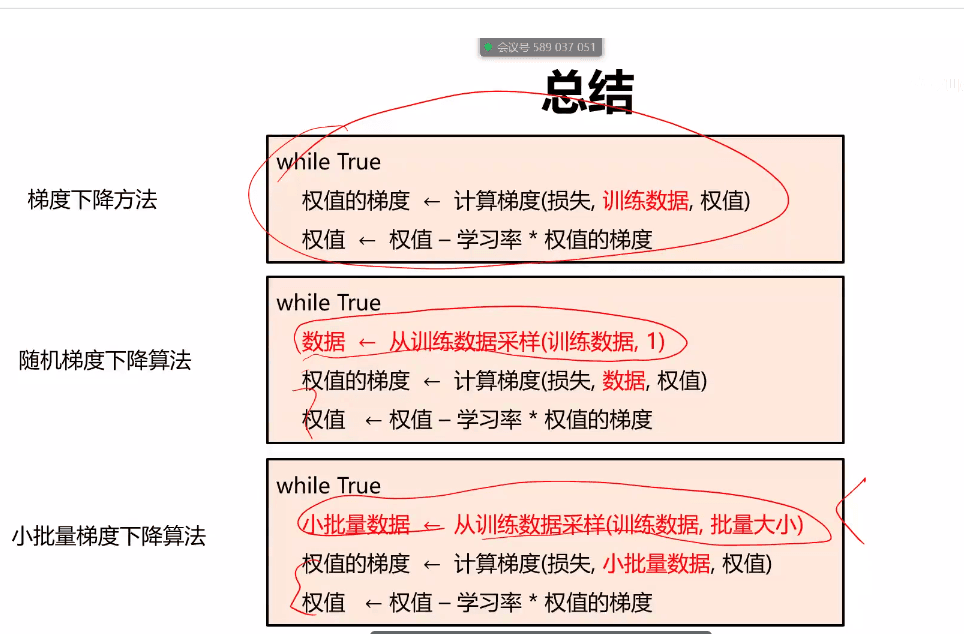 会议号 589 037 051
总结
梯度下降方法
while True
权值的梯度 ← 计算梯度(损失, 训练数据, 权值)
权值 ← 权值 – 学习率 * 权值的梯度
随机梯度下降算法
while True
数据 ← 从训练数据采样(训练数据, 1)
权值的梯度 ← 计算梯度(损失, 数据, 权值)
权值 ← 权值 – 学习率 * 权值的梯度
小批量梯度下降算法
while True
小批量数据 ← 从训练数据采样(训练数据, 批量大小)
权值的梯度 ← 计算梯度(损失, 小批量数据, 权值)
权值 ← 权值 – 学习率 * 权值的梯度